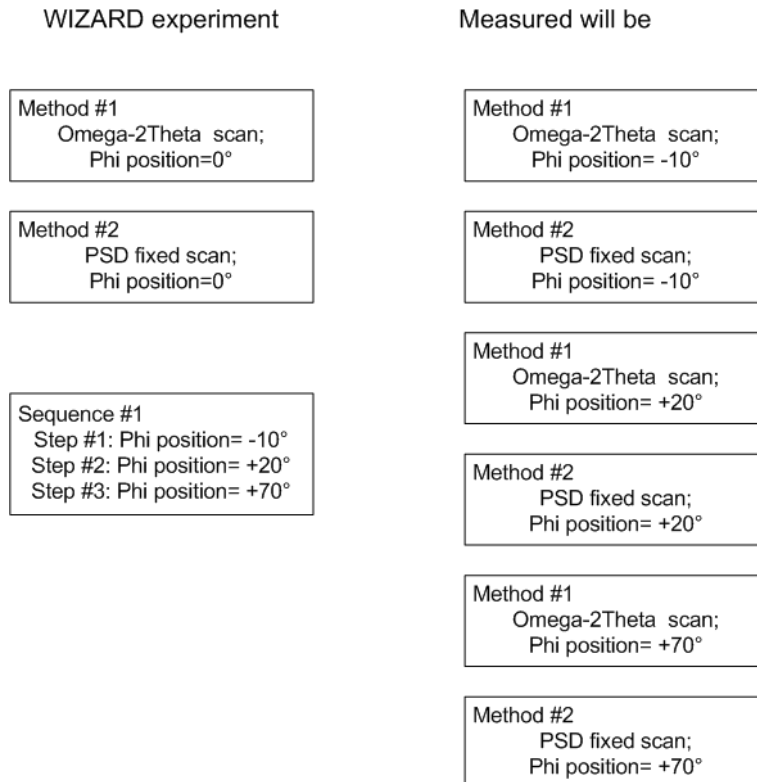 WIZARD experiment
Method #1
Omega-2Theta scan;
Phi position=0°
Method #2
PSD fixed scan;
Phi position=0°
Sequence #1
Step #1: Phi position= -10°
Step #2: Phi position= +20°
Step #3: Phi position= +70°
Measured will be
Method #1
Omega-2Theta scan;
Phi position= -10°
Method #2
PSD fixed scan;
Phi position= -10°
Method #1
Omega-2Theta scan;
Phi position= +20°
Method #2
PSD fixed scan;
Phi position= +20°
Method #1
Omega-2Theta scan;
Phi position= +70°
Method #2
PSD fixed scan;
Phi position= +70°